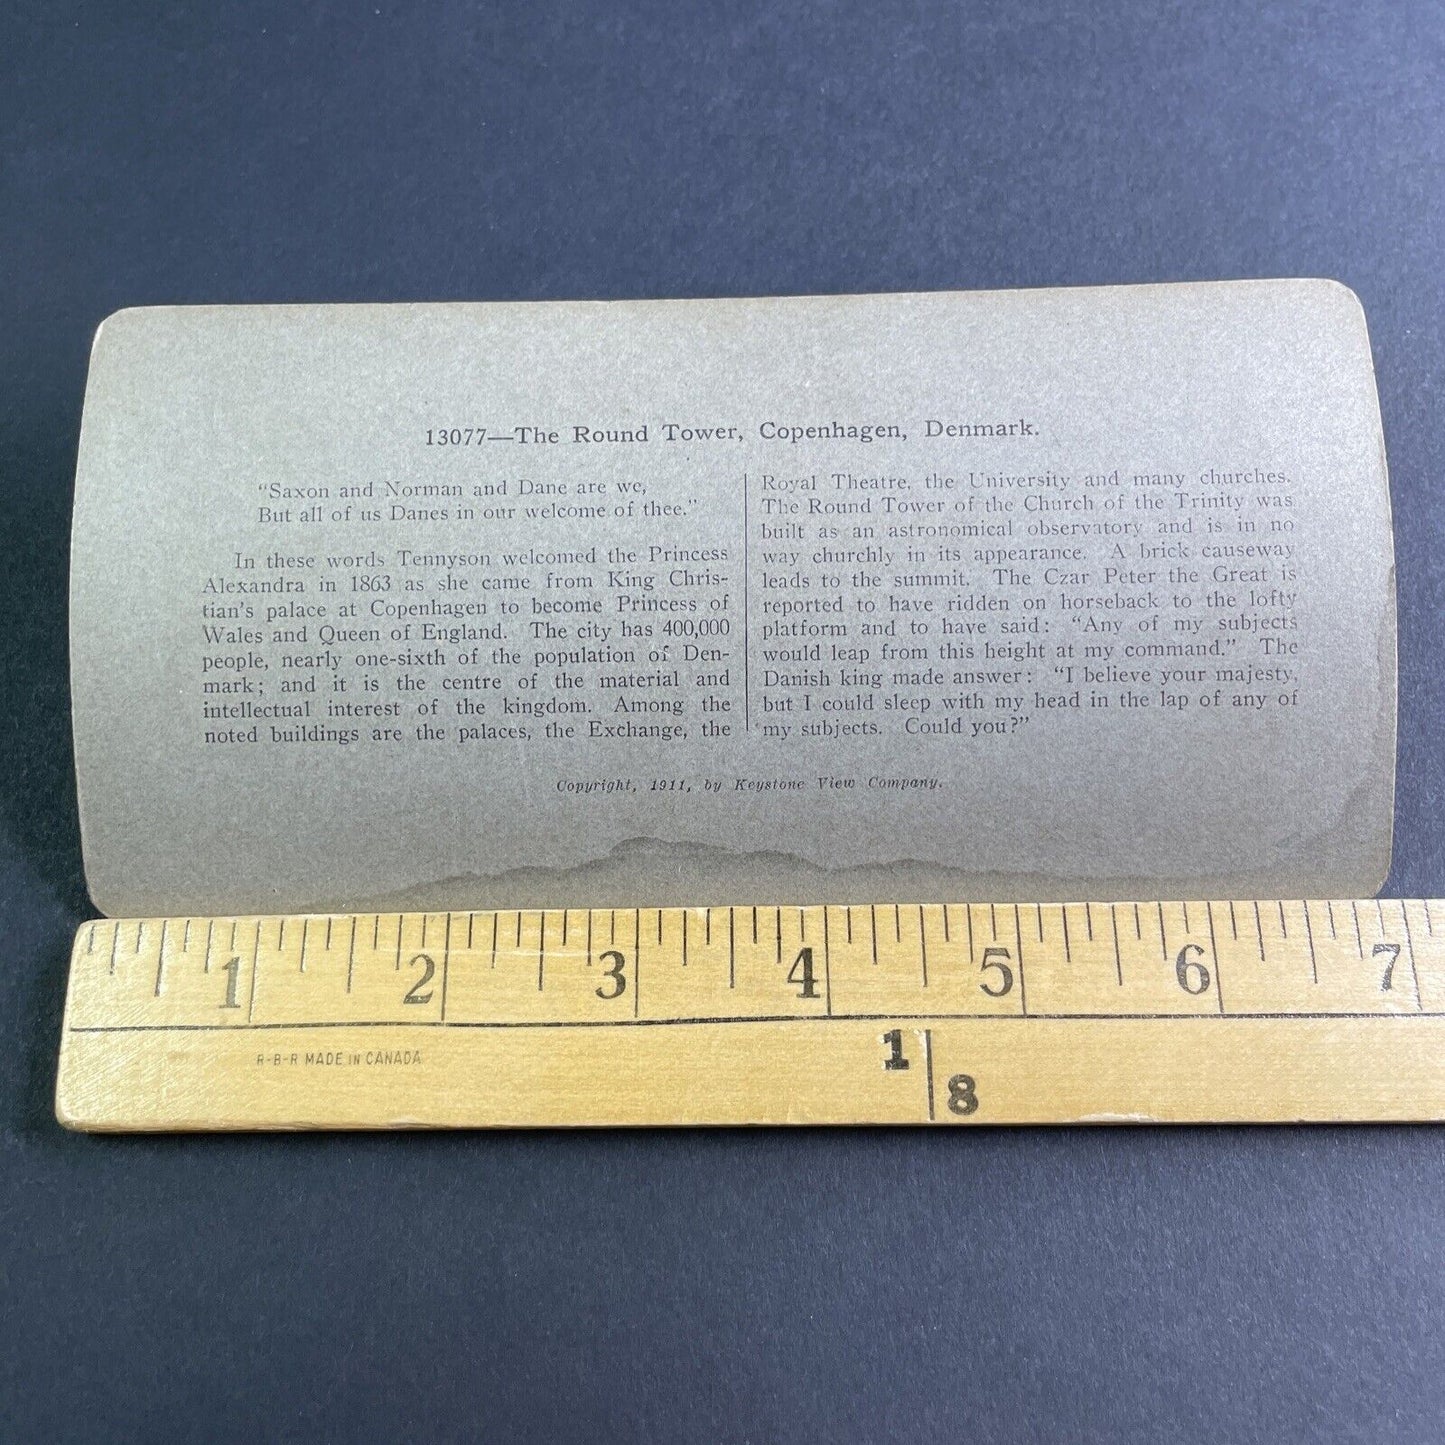 13077—The Round Tower, Copenhagen, Denmark.
"Saxon and Norman and Dane are we,
But all of us Danes in our welcome of thee."
In these words Tennyson welcomed the Princess
Alexandra in 1863 as she came from King Chris-
tian's palace at Copenhagen to become Princess of
Wales and Queen of England. The city has 400,000
people, nearly one-sixth of the population of Den-
mark; and it is the centre of the material and
intellectual interest of the kingdom. Among the
noted buildings are the palaces, the Exchange, the
Royal Theatre, the University and many churches.
The Round Tower of the Church of the Trinity was
built as an astronomical observatory and is in no
way churchly in its appearance. A brick causeway
leads to the summit. The Czar Peter the Great is
reported to have ridden on horseback to the lofty
platform and to have said: "Any of my subjects
would leap from this height at my command." The
Danish king made answer: "I believe your majesty,
but I could sleep with my head in the lap of any of
my subjects. Could you?"
Copyright, 1911, by Keystone View Company.
1 2 3 4 5 6 7
R-B-R MADE IN CANADA
1
8